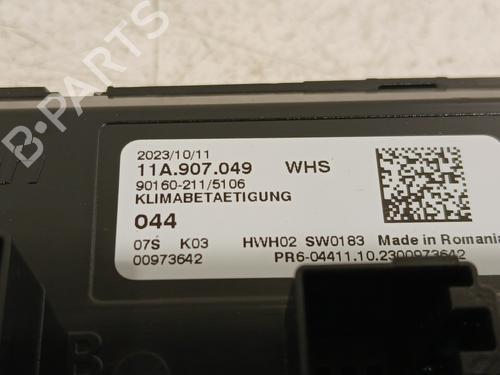 2023/10/11
11A.907.049 WHS
90160-211/5106
KLIMABETAETIGUNG
044
07S K03 HWH02 SW0183 Made in Romania
00973642 PR6-04411.10.2300973642
B
B-PARTS